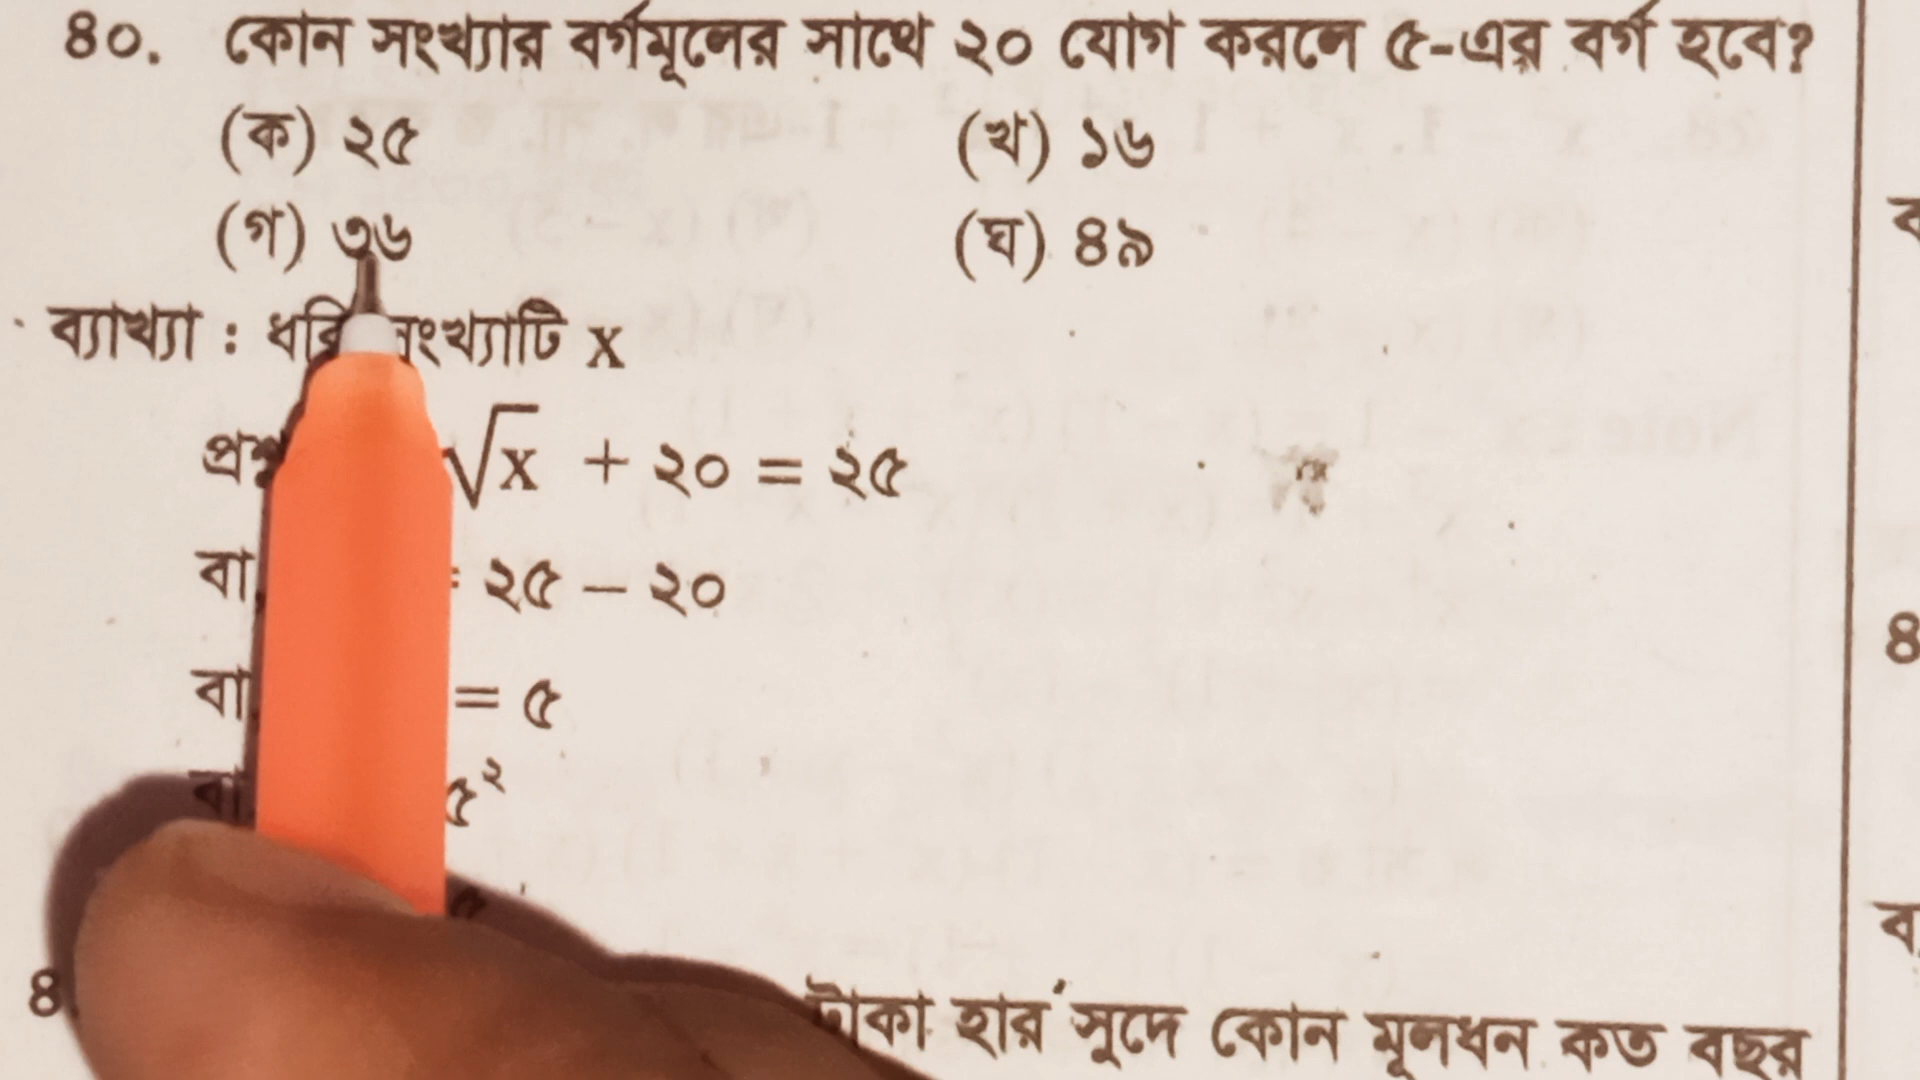 ৪০. কোন সংখ্যার বর্গমূলের সাথে ২০ যোগ করলে ৫-এর বর্গ হবে?
(ক) ২৫ (খ) ১৬
(গ) ৩৬ (ঘ) ৪৯
ব্যাখ্যা : ধরি সংখ্যাটি x
√x + ২০ = ২৫
বা = ২৫ – ২০
বা = ৫
বা ৫²
টাকা হার সুদে কোন মূলধন কত বছর